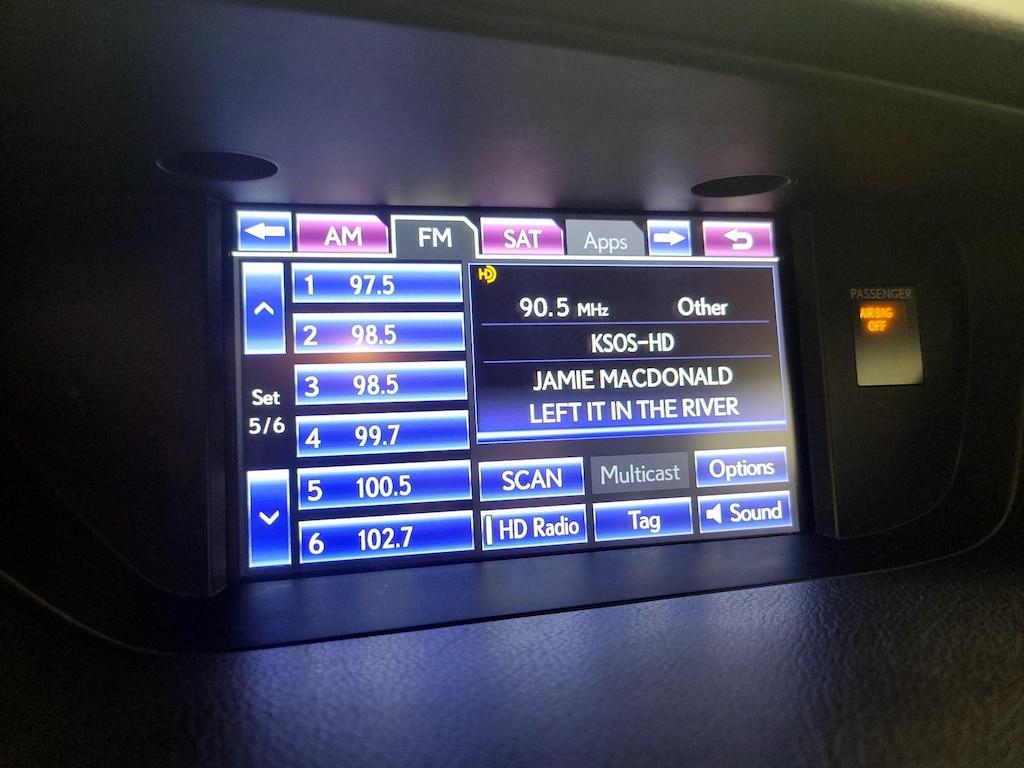 AM FM SAT Apps
1 97.5
2 98.5
3 98.5
4 99.7
5 100.5
6 102.7
Set
5/6
HD
90.5 MHz Other
KSOS-HD
JAMIE MACDONALD
LEFT IT IN THE RIVER
SCAN Multicast Options
HD Radio Tag Sound
PASSENGER
AIRBAG
OFF